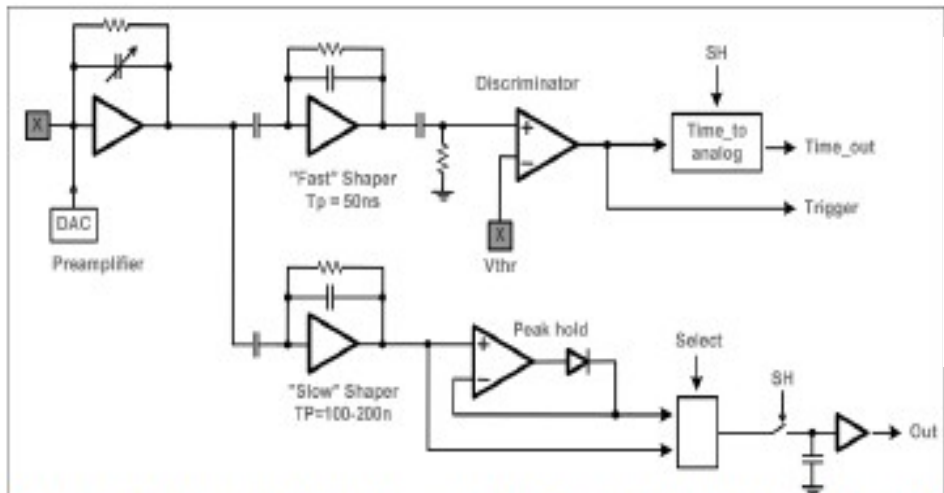 SH
Discriminator
X
+
−
Time_to
analog
Time_out
"Fast" Shaper
Tp = 50ns
DAC
Trigger
X
Preamplifier
Vthr
Peak hold
Select
+
−
SH
"Slow" Shaper
TP=100-200n
Out